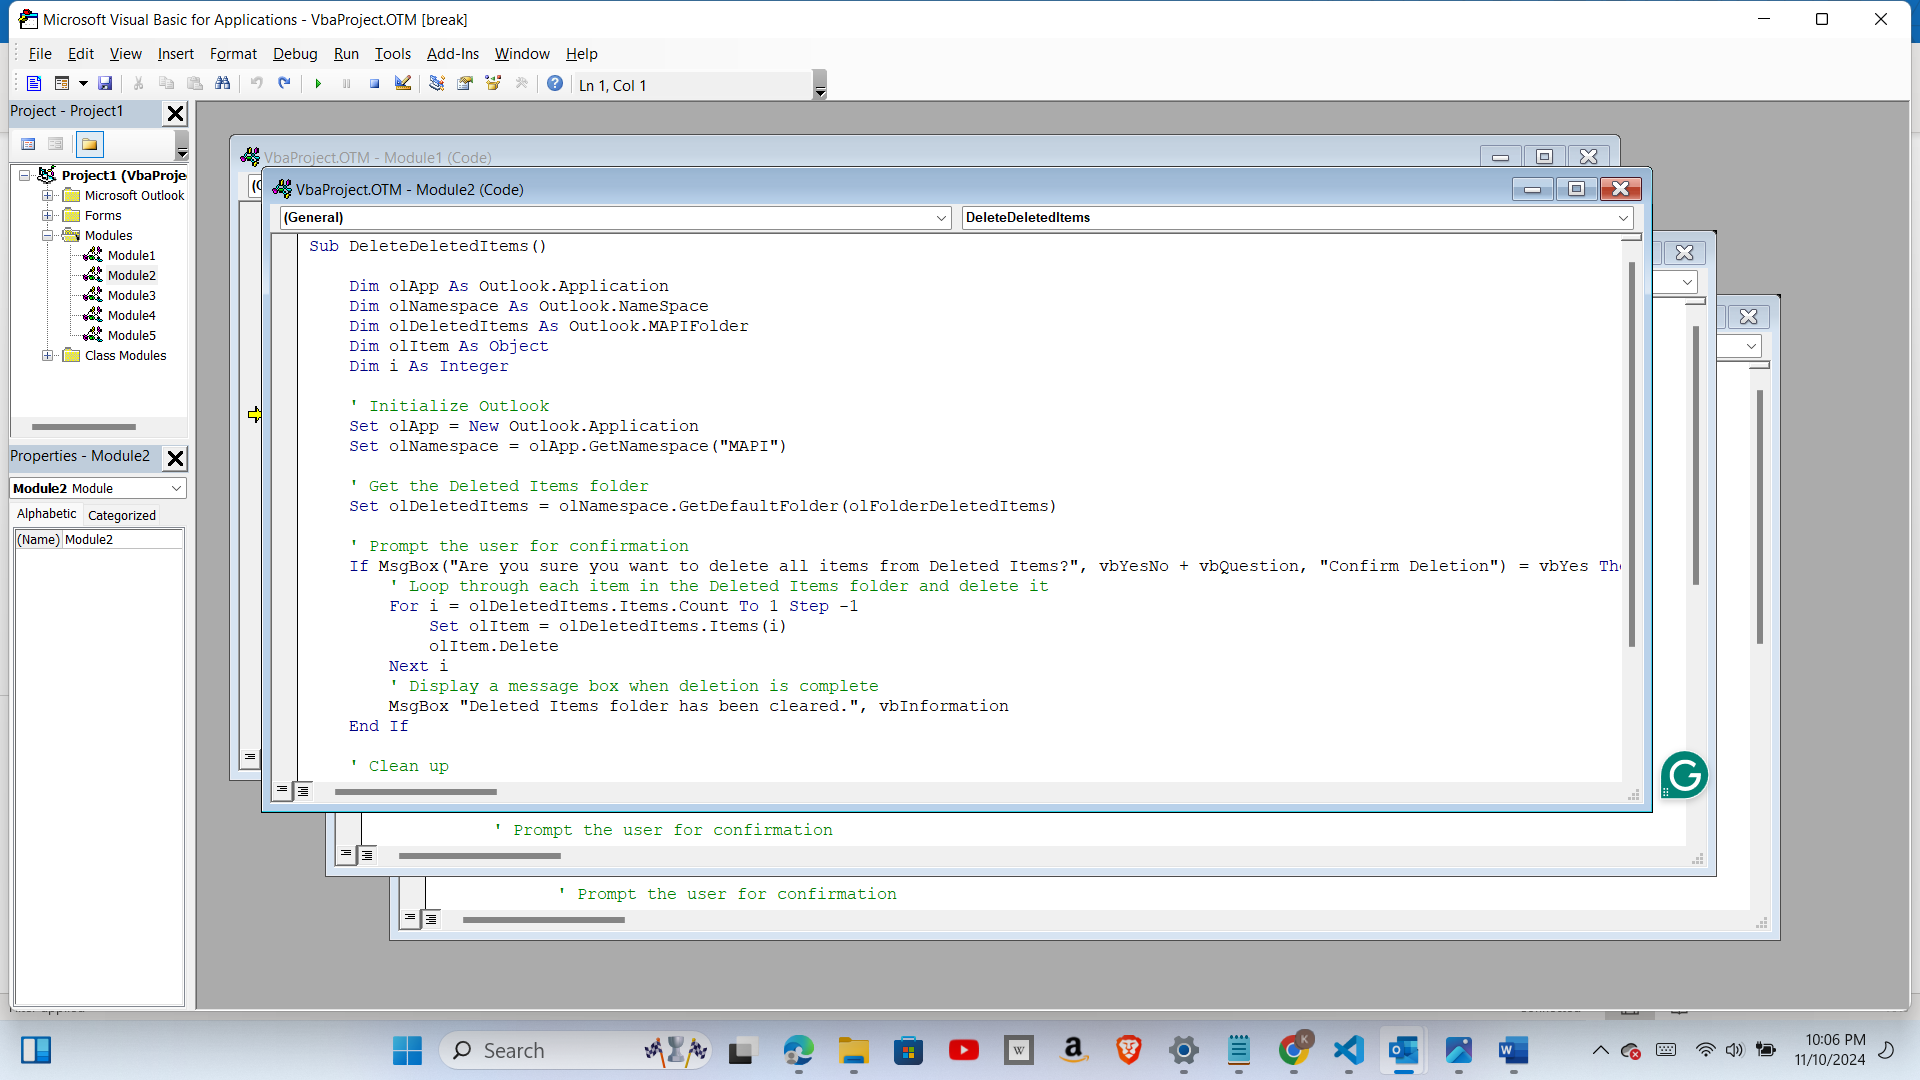 Microsoft Visual Basic for Applications - VbaProject.OTM [break]
File Edit View Insert Format Debug Run Tools Add-Ins Window Help
Ln 1, Col 1
Project - Project1
Project1 (VbaProje
Microsoft Outlook
Forms
Modules
Module1
Module2
Module3
Module4
Module5
Class Modules
Properties - Module2
Module2 Module
Alphabetic Categorized
(Name) Module2
VbaProject.OTM - Module1 (Code)
VbaProject.OTM - Module2 (Code)
(General) DeleteDeletedItems
Sub DeleteDeletedItems()
Dim olApp As Outlook.Application
Dim olNamespace As Outlook.NameSpace
Dim olDeletedItems As Outlook.MAPIFolder
Dim olItem As Object
Dim i As Integer
' Initialize Outlook
Set olApp = New Outlook.Application
Set olNamespace = olApp.GetNamespace("MAPI")
' Get the Deleted Items folder
Set olDeletedItems = olNamespace.GetDefaultFolder(olFolderDeletedItems)
' Prompt the user for confirmation
If MsgBox("Are you sure you want to delete all items from Deleted Items?", vbYesNo + vbQuestion, "Confirm Deletion") = vbYes The
' Loop through each item in the Deleted Items folder and delete it
For i = olDeletedItems.Items.Count To 1 Step -1
Set olItem = olDeletedItems.Items(i)
olItem.Delete
Next i
' Display a message box when deletion is complete
MsgBox "Deleted Items folder has been cleared.", vbInformation
End If
' Clean up
' Prompt the user for confirmation
' Prompt the user for confirmation
Search
10:06 PM
11/10/2024